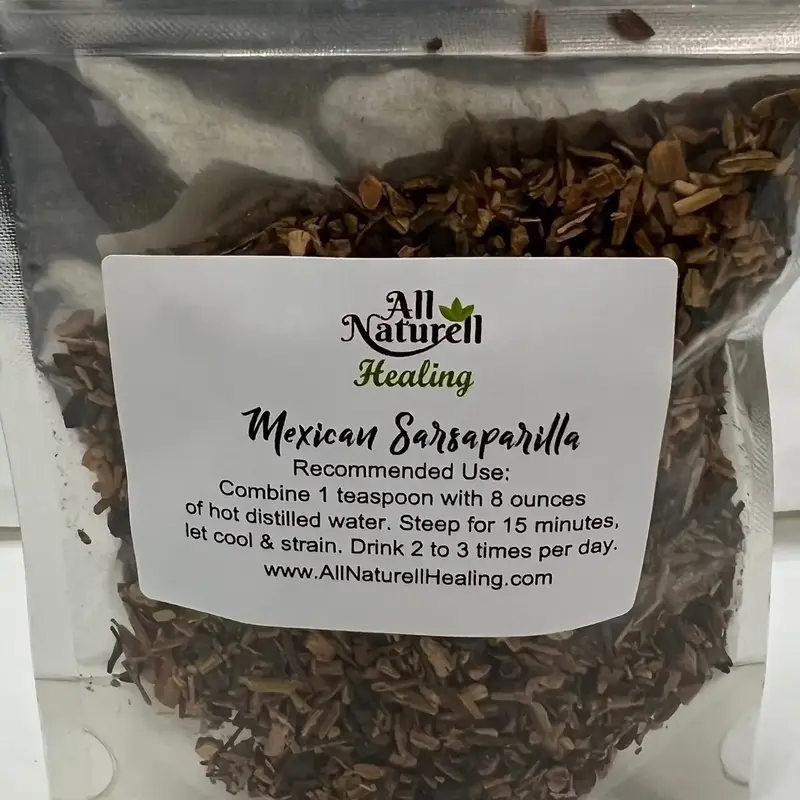 All
Naturell
Healing
Mexican Sarsaparilla
Recommended Use:
Combine 1 teaspoon with 8 ounces
of hot distilled water. Steep for 15 minutes,
let cool & strain. Drink 2 to 3 times per day.
www.AllNaturellHealing.com